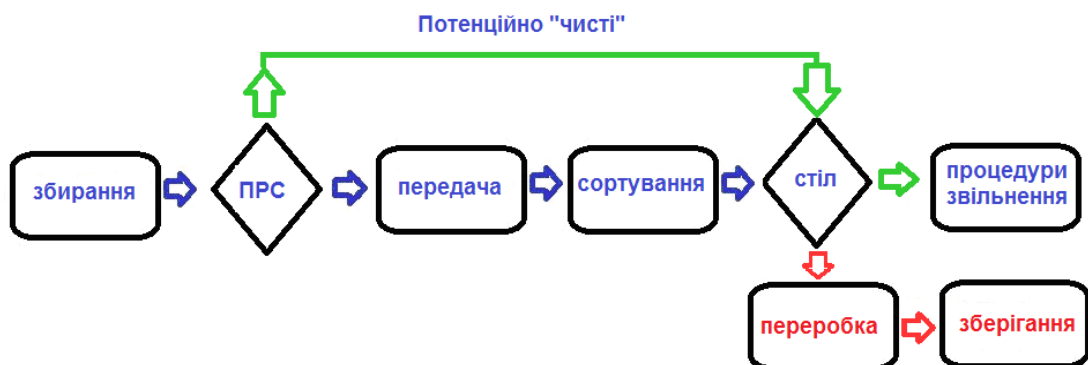 Потенційно "чисті"
збирання
ПРС
передача
сортування
стіл
процедури
звільнення
переробка
зберігання